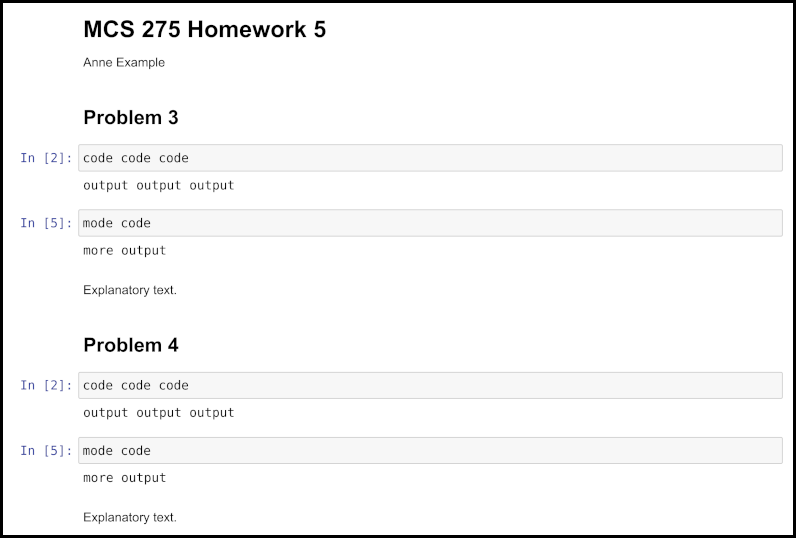 MCS 275 Homework 5
Anne Example
Problem 3
In [2]: code code code
output output output
In [5]: mode code
more output
Explanatory text.
Problem 4
In [2]: code code code
output output output
In [5]: mode code
more output
Explanatory text.